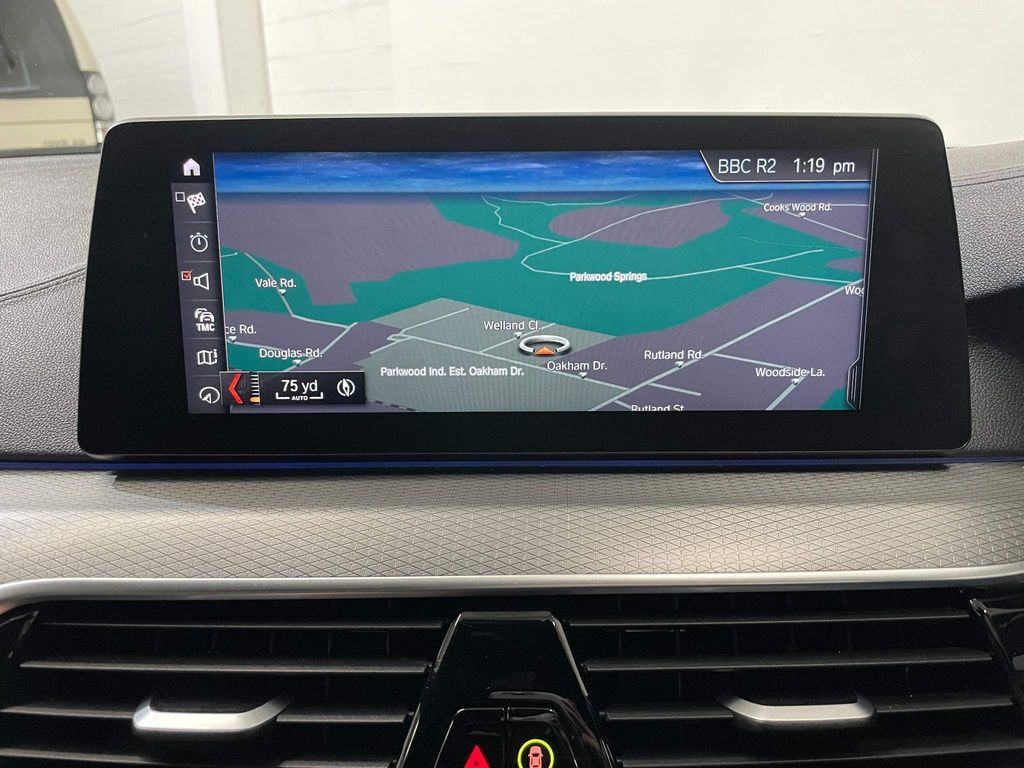 BBC R2 1:19 pm
Cooks Wood Rd.
Parkwood Springs
Vale Rd.
Woo
ce Rd.
Welland Cl.
TMC
Douglas Rd.
Rutland Rd.
Oakham Dr.
Parkwood Ind. Est. Oakham Dr.
Woodside La.
75 yd
AUTO
Rutland St.